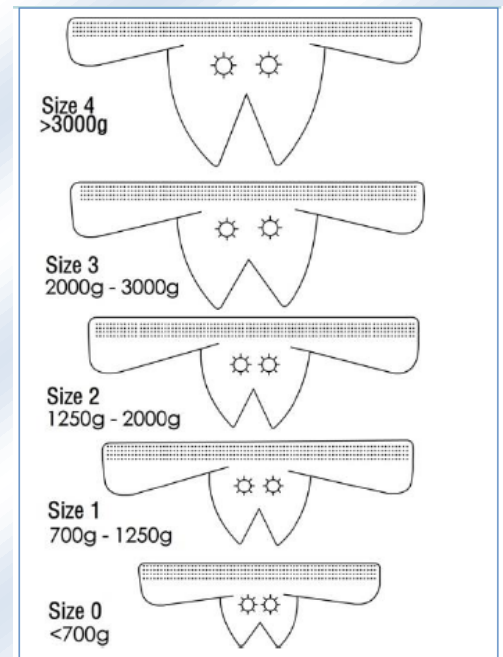 Size 4
>3000g
Size 3
2000g - 3000g
Size 2
1250g - 2000g
Size 1
700g - 1250g
Size 0
<700g